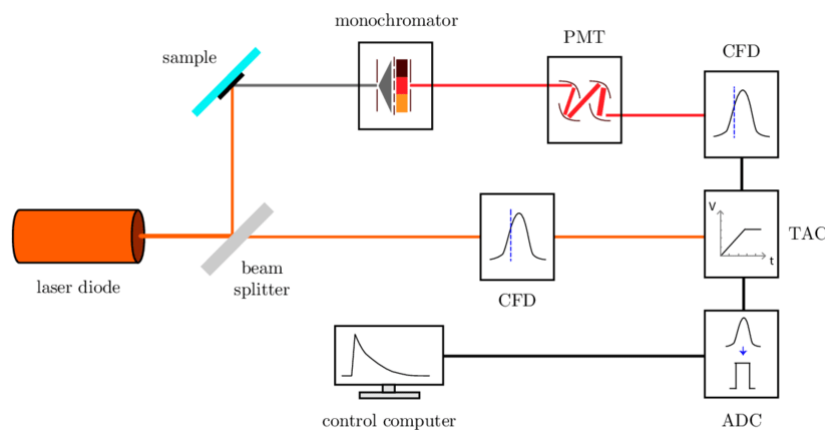 monochromator
sample
PMT
CFD
laser diode
beam
splitter
CFD
V
t
TAC
control computer
ADC